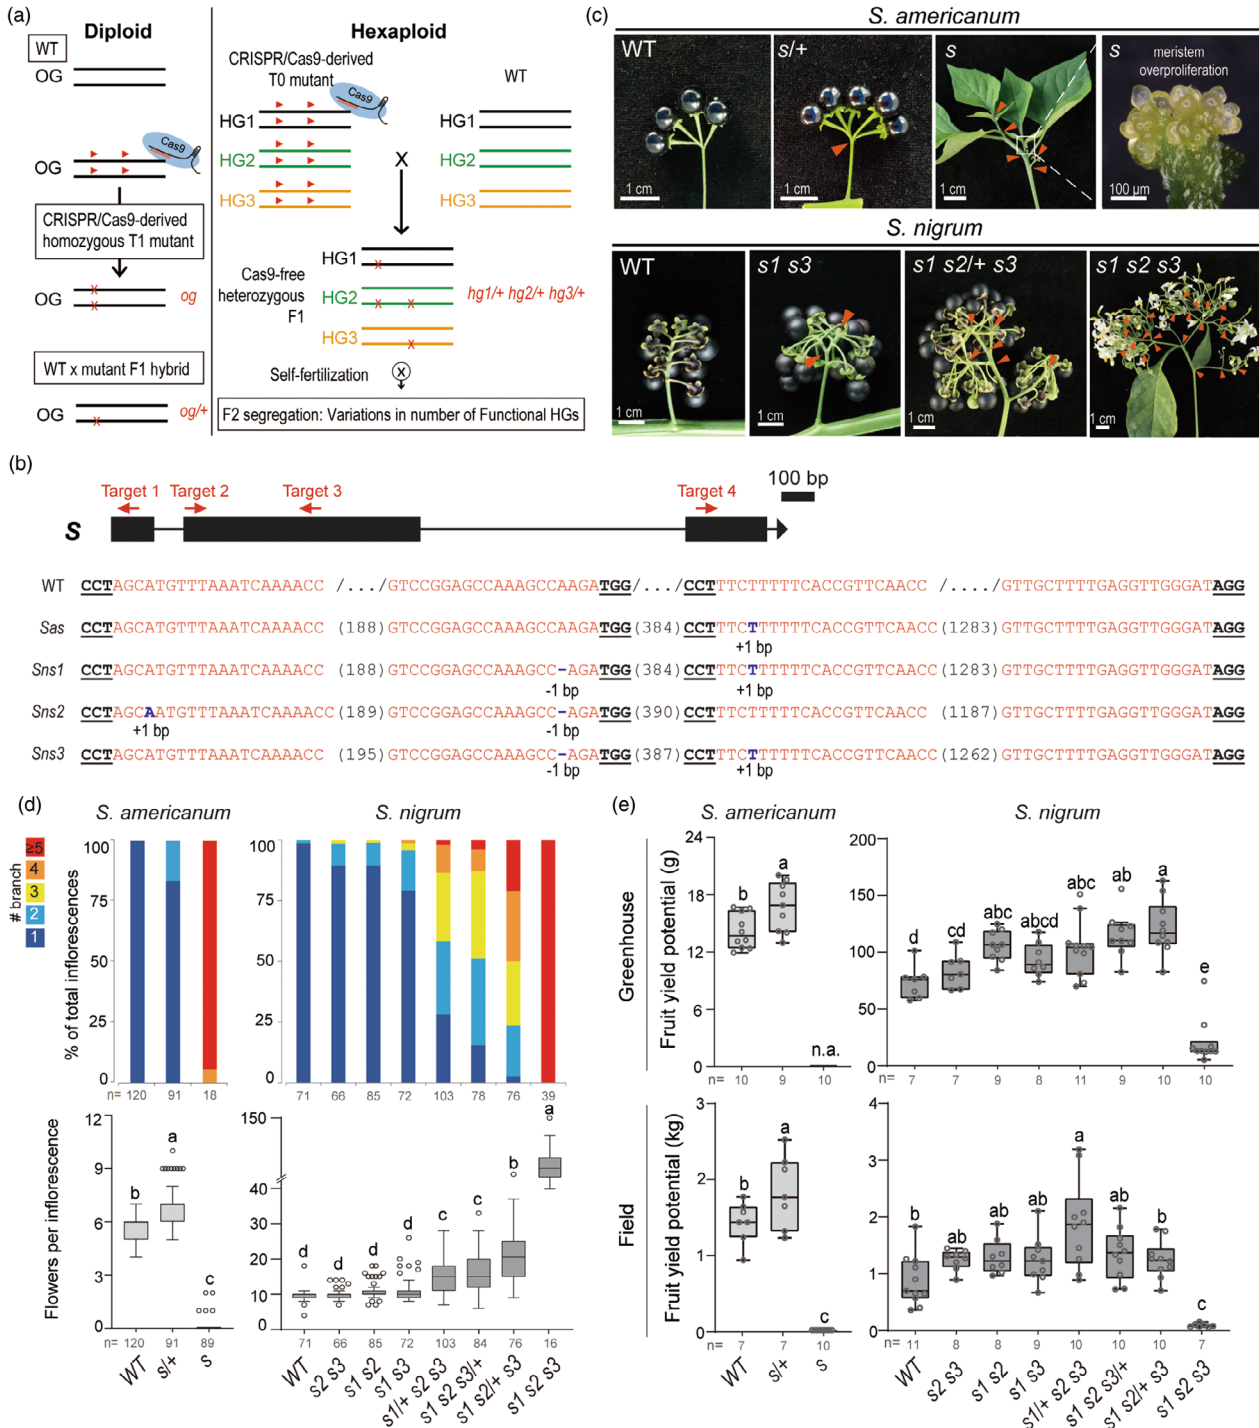 (a)
Diploid
WT
OG
Cas9
OG
CRISPR/Cas9-derived
homozygous T1 mutant
OG
og
WT x mutant F1 hybrid
OG
og/+
Hexaploid
CRISPR/Cas9-derived
T0 mutant
Cas9
WT
HG1
HG1
HG2
X
HG2
HG3
HG3
HG1
Cas9-free
heterozygous
F1
HG2
hg1/+ hg2/+ hg3/+
HG3
Self-fertilization
X
F2 segregation: Variations in number of Functional HGs
(c)
S. americanum
WT
s/+
s
s
meristem
overproliferation
1 cm
1 cm
1 cm
100 µm
S. nigrum
WT
s1 s3
s1 s2/+ s3
s1 s2 s3
1 cm
1 cm
1 cm
1 cm
(b)
100 bp
Target 1
Target 2
Target 3
Target 4
S
WT CCTAGCATGTTTAAATCAAAACC /.../GTCCGGAGCCAAAGCCAAGATGG/.../CCTTTCTTTTTCACCGTTCAACC /..../GTTGCTTTTGAGGTTGGGATAGG
Sas CCTAGCATGTTTAAATCAAAACC (188)GTCCGGAGCCAAAGCCAAGATGG(384)CCTTTCTTTTTTCACCGTTCAACC(1283)GTTGCTTTTGAGGTTGGGATAGG
+1 bp
Sns1 CCTAGCATGTTTAAATCAAAACC (188)GTCCGGAGCCAAAGCC-AGATGG(384)CCTTTCTTTTTTCACCGTTCAACC(1283)GTTGCTTTTGAGGTTGGGATAGG
-1 bp +1 bp
Sns2 CCTAGCAATGTTTAAATCAAAACC(189)GTCCGGAGCCAAAGCC-AGATGG(390)CCTTTCTTTTTCACCGTTCAACC (1187)GTTGCTTTTGAGGTTGGGATAGG
+1 bp -1 bp
Sns3 CCTAGCATGTTTAAATCAAAACC (195)GTCCGGAGCCAAAGCC-AGATGG(387)CCTTTCTTTTTTCACCGTTCAACC(1262)GTTGCTTTTGAGGTTGGGATAGG
-1 bp +1 bp
(d)
S. americanum
S. nigrum
# branch
≥5
4
3
2
1
% of total inflorescences
100
75
50
25
0
100
75
50
25
0
n= 120 91 18
71 66 85 72 103 78 76 39
Flowers per inflorescence
12
9
6
3
0
b a c
n= 120 91 89
WT s/+ s
150
40
30
20
10
0
d d d d c c b a
71 66 85 72 103 84 76 16
WT s2 s3 s1 s2 s1 s3 s1/+ s2 s3 s1 s2 s3/+ s1 s2/+ s3 s1 s2 s3
(e)
S. americanum
S. nigrum
Greenhouse
Fruit yield potential (g)
24
18
12
6
0
b a n.a.
n= 10 9 10
200
150
100
50
0
d cd abc abcd abc ab a e
n= 7 7 9 8 11 9 10 10
Field
Fruit yield potential (kg)
3
2
1
0
b a c
n= 7 7 10
WT s/+ s
4
3
2
1
0
b ab ab ab a ab b c
n= 11 8 8 9 10 10 10 7
WT s2 s3 s1 s2 s1 s3 s1/+ s2 s3 s1 s2 s3/+ s1 s2/+ s3 s1 s2 s3